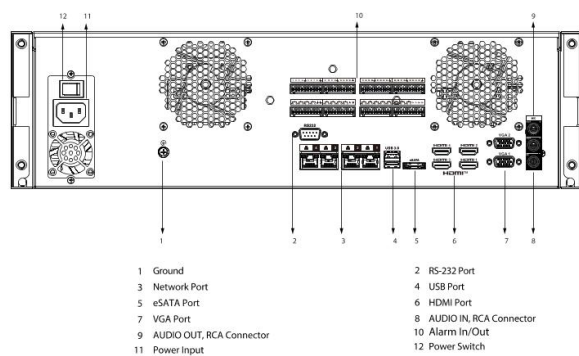 12 11 10 9
RS232
USB 3.0
eSATA
VGA 2
VGA 1
HDMI
1 2 3 4 5 6 7 8
1 Ground
2 RS-232 Port
3 Network Port
4 USB Port
5 eSATA Port
6 HDMI Port
7 VGA Port
8 AUDIO IN, RCA Connector
9 AUDIO OUT, RCA Connector
10 Alarm In/Out
11 Power Input
12 Power Switch